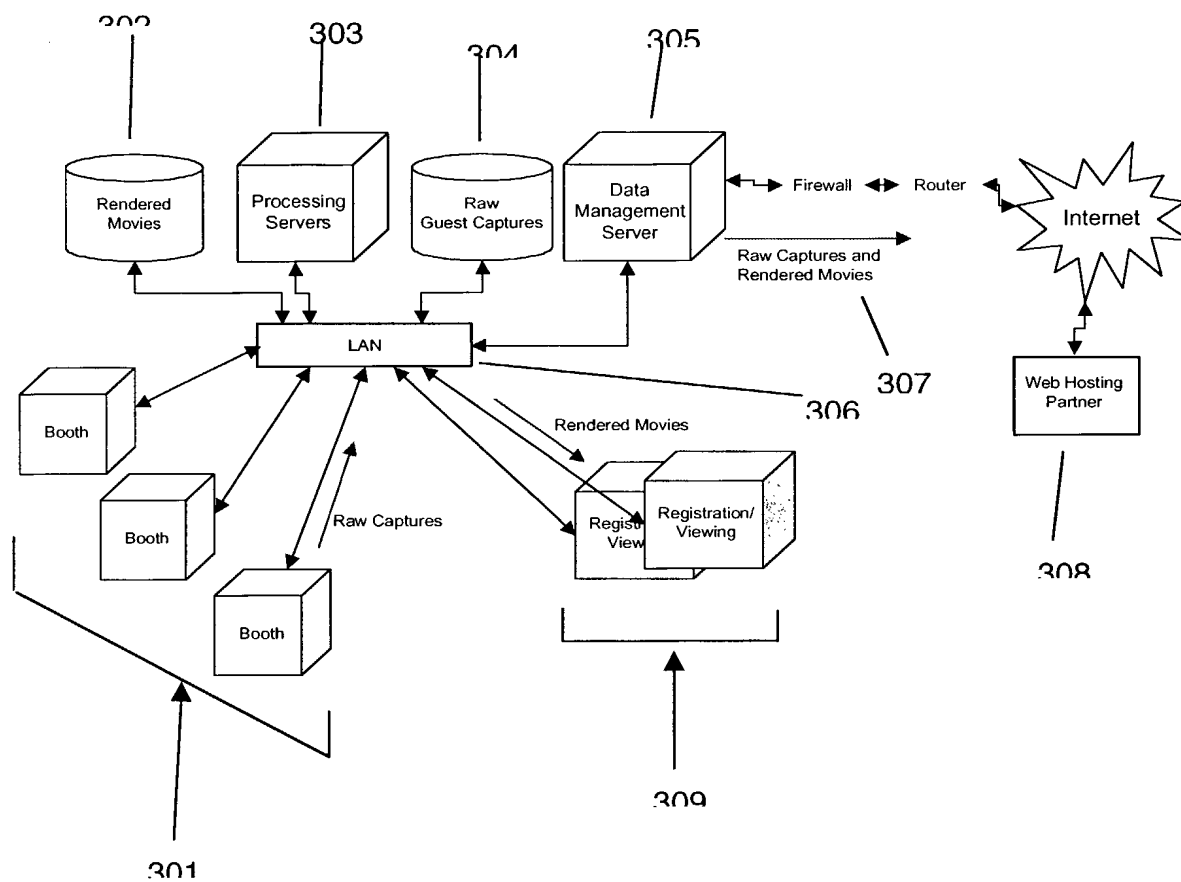 302
303
304
305
Rendered
Movies
Processing
Servers
Raw
Guest Captures
Data
Management
Server
Firewall
Router
Internet
Raw Captures and
Rendered Movies
LAN
307
306
Web Hosting
Partner
Booth
Rendered Movies
Booth
Raw Captures
Registration/
Viewing
308
Booth
309
301